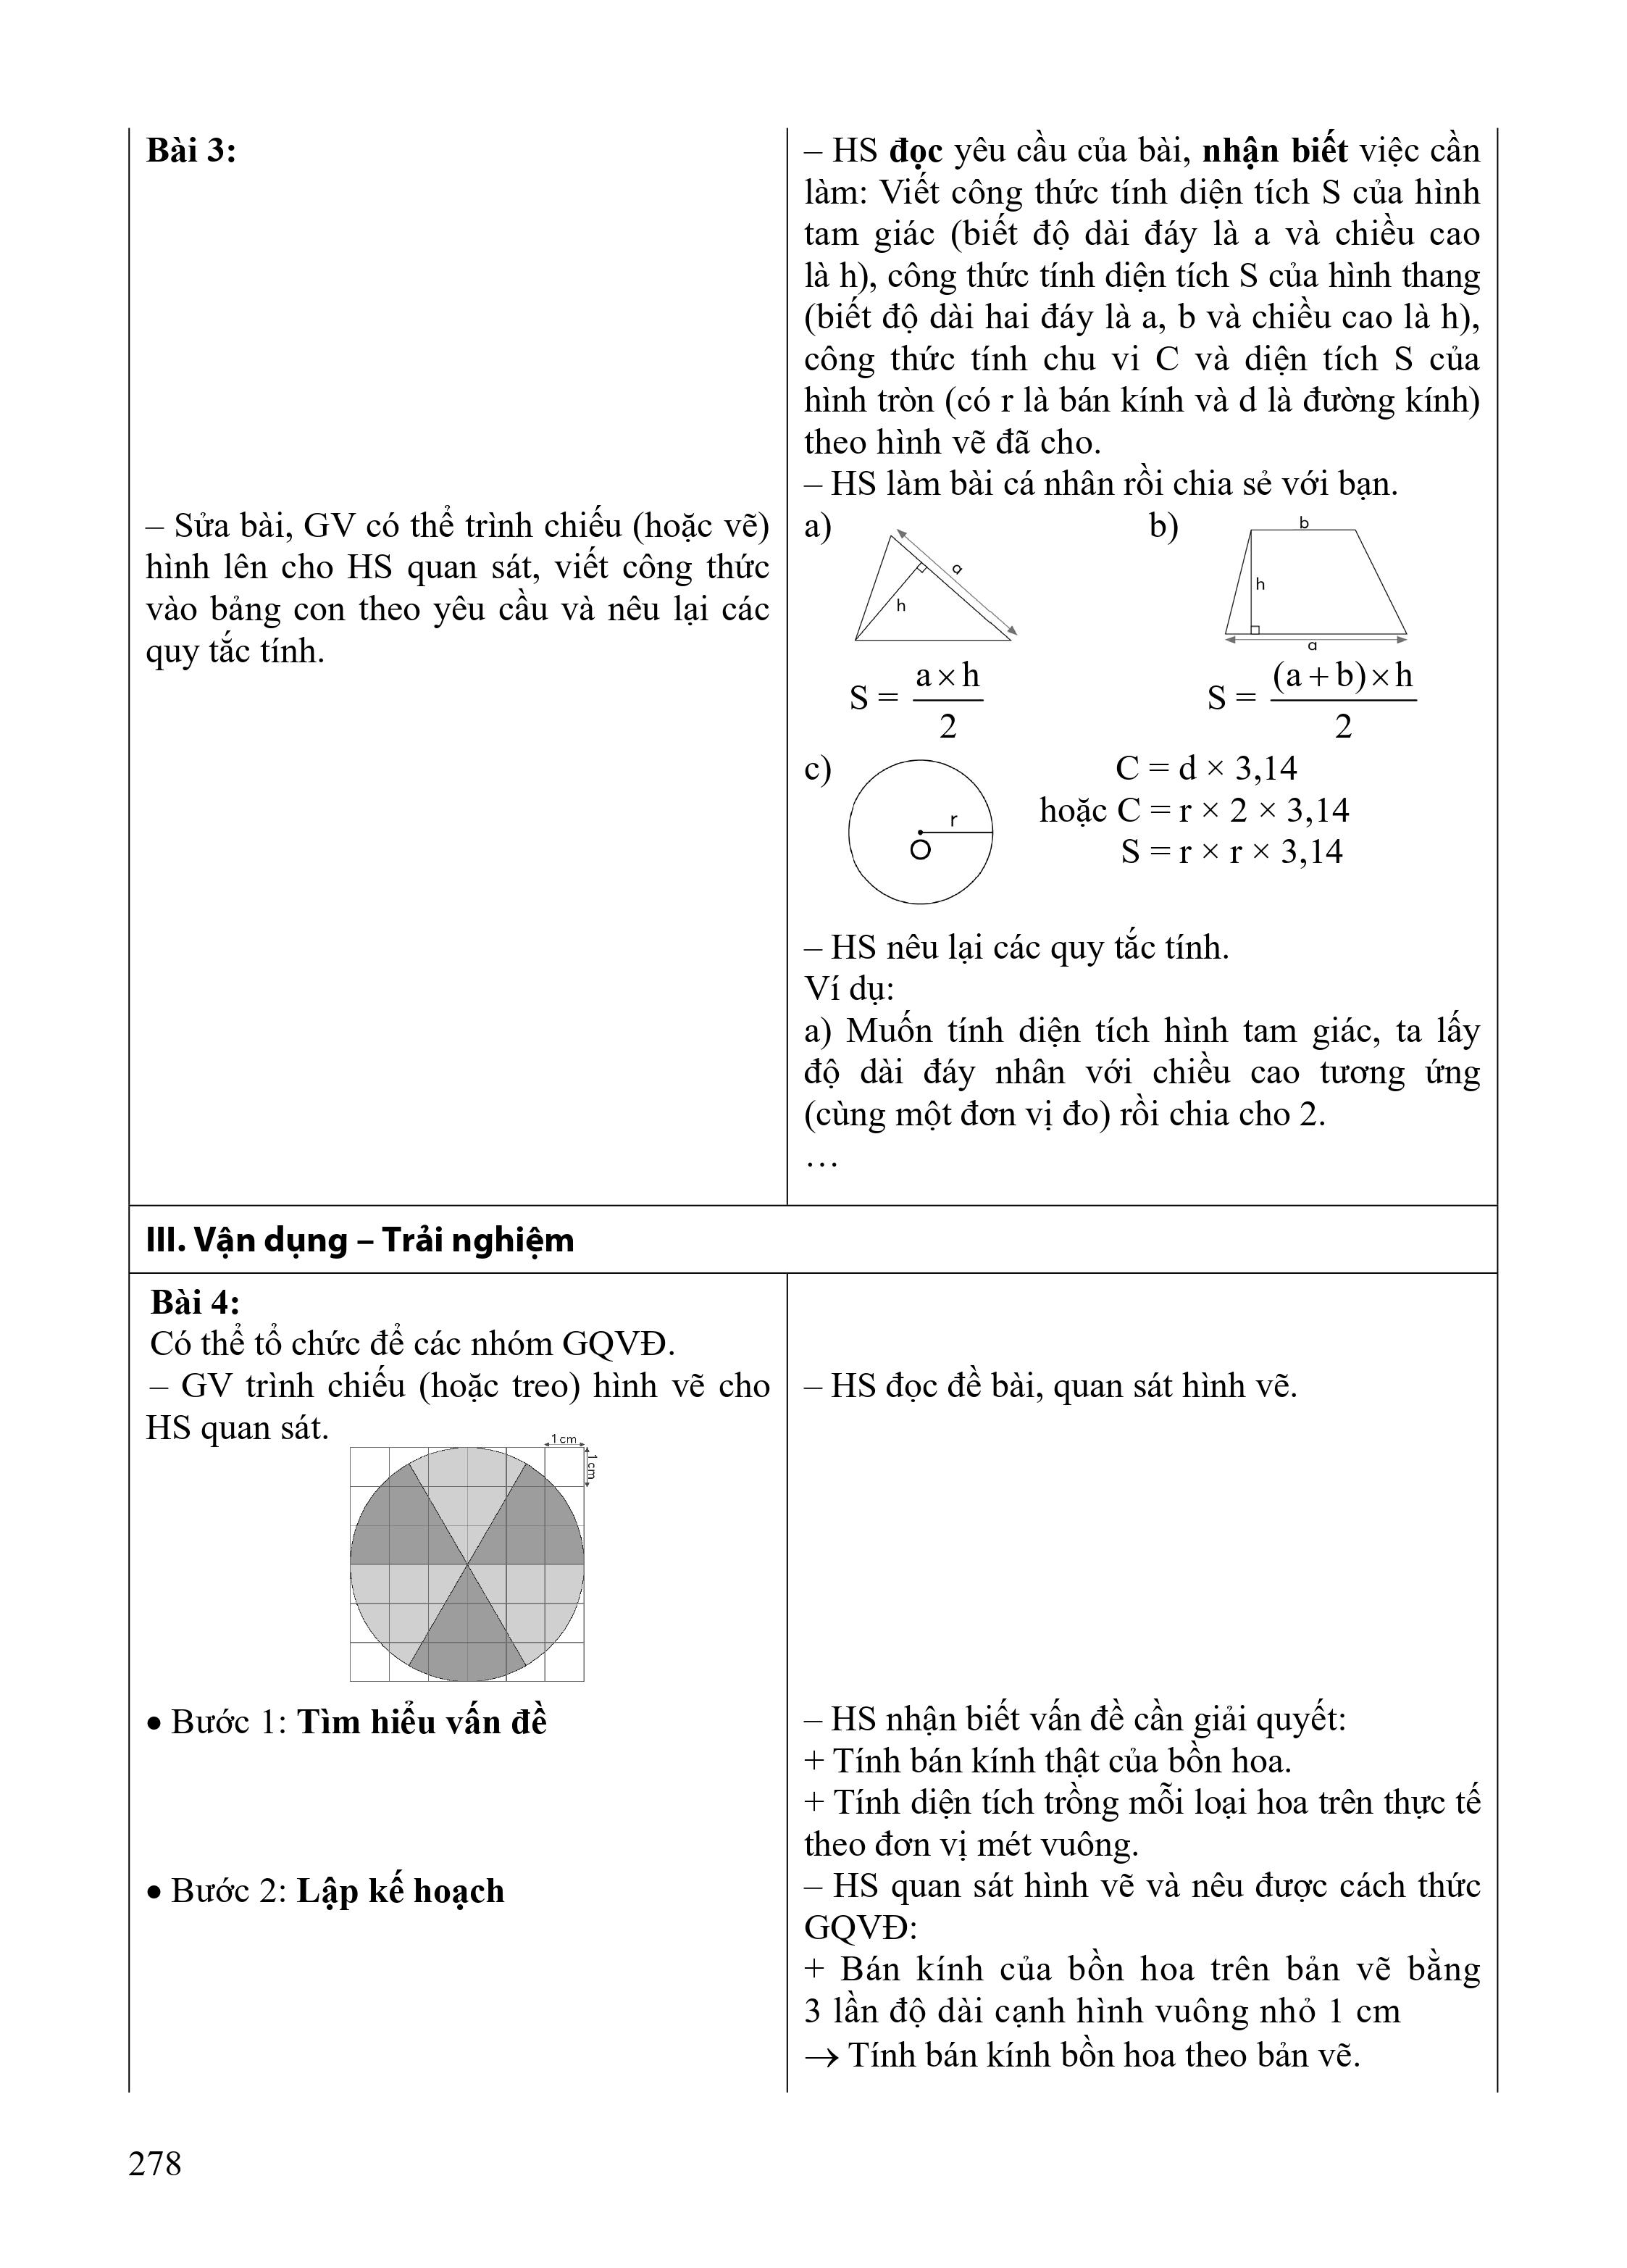 Bài 3:
– Sửa bài, GV có thể trình chiếu (hoặc vẽ)
hình lên cho HS quan sát, viết công thức
vào bảng con theo yêu cầu và nêu lại các
quy tắc tính.
– HS đọc yêu cầu của bài, nhận biết việc cần
làm: Viết công thức tính diện tích S của hình
tam giác (biết độ dài đáy là a và chiều cao
là h), công thức tính diện tích S của hình thang
(biết độ dài hai đáy là a, b và chiều cao là h),
công thức tính chu vi C và diện tích S của
hình tròn (có r là bán kính và d là đường kính)
theo hình vẽ đã cho.
– HS làm bài cá nhân rồi chia sẻ với bạn.
a)
a
h
S = a × h / 2
b)
b
h
a
S = (a + b) × h / 2
c)
r
O
C = d × 3,14
hoặc C = r × 2 × 3,14
S = r × r × 3,14
– HS nêu lại các quy tắc tính.
Ví dụ:
a) Muốn tính diện tích hình tam giác, ta lấy
độ dài đáy nhân với chiều cao tương ứng
(cùng một đơn vị đo) rồi chia cho 2.
…
III. Vận dụng – Trải nghiệm
Bài 4:
Có thể tổ chức để các nhóm GQVĐ.
– GV trình chiếu (hoặc treo) hình vẽ cho
HS quan sát.
1 cm
1 cm
• Bước 1: Tìm hiểu vấn đề
• Bước 2: Lập kế hoạch
– HS đọc đề bài, quan sát hình vẽ.
– HS nhận biết vấn đề cần giải quyết:
+ Tính bán kính thật của bồn hoa.
+ Tính diện tích trồng mỗi loại hoa trên thực tế
theo đơn vị mét vuông.
– HS quan sát hình vẽ và nêu được cách thức
GQVĐ:
+ Bán kính của bồn hoa trên bản vẽ bằng
3 lần độ dài cạnh hình vuông nhỏ 1 cm
→ Tính bán kính bồn hoa theo bản vẽ.
278